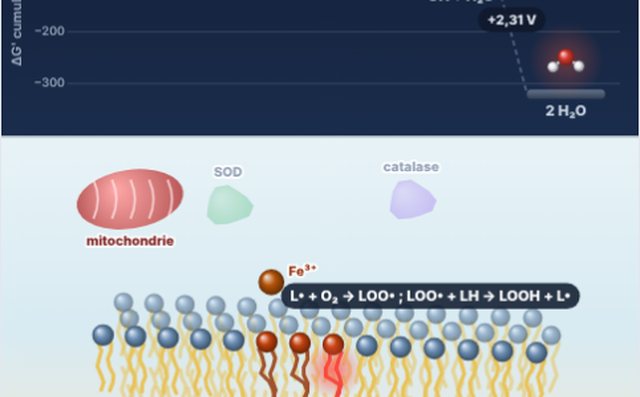 ΔG' cumul
+2,31 V
−200
−300
2 H₂O
SOD
catalase
mitochondrie
Fe³⁺
L• + O₂ → LOO• ; LOO• + LH → LOOH + L•